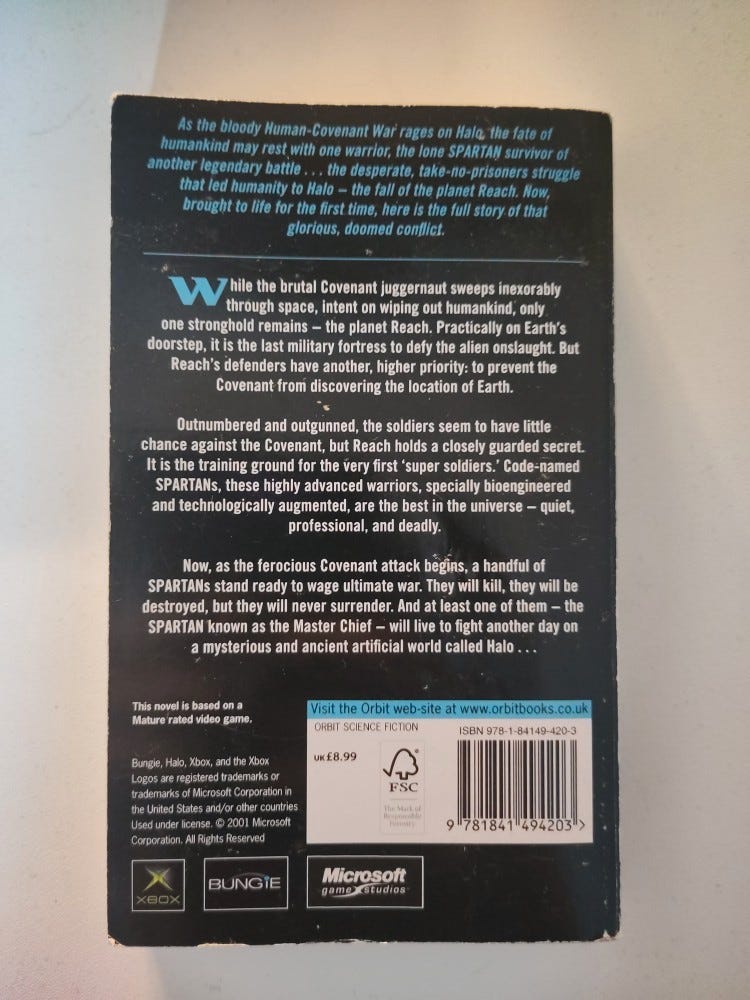 As the bloody Human-Covenant War rages on Halo, the fate of
humankind may rest with one warrior, the lone SPARTAN survivor of
another legendary battle . . . the desperate, take-no-prisoners struggle
that led humanity to Halo – the fall of the planet Reach. Now,
brought to life for the first time, here is the full story of that
glorious, doomed conflict.
While the brutal Covenant juggernaut sweeps inexorably
through space, intent on wiping out humankind, only
one stronghold remains – the planet Reach. Practically on Earth's
doorstep, it is the last military fortress to defy the alien onslaught. But
Reach's defenders have another, higher priority: to prevent the
Covenant from discovering the location of Earth.
Outnumbered and outgunned, the soldiers seem to have little
chance against the Covenant, but Reach holds a closely guarded secret.
It is the training ground for the very first 'super soldiers.' Code-named
SPARTANs, these highly advanced warriors, specially bioengineered
and technologically augmented, are the best in the universe – quiet,
professional, and deadly.
Now, as the ferocious Covenant attack begins, a handful of
SPARTANs stand ready to wage ultimate war. They will kill, they will be
destroyed, but they will never surrender. And at least one of them – the
SPARTAN known as the Master Chief – will live to fight another day on
a mysterious and ancient artificial world called Halo . . .
This novel is based on a
Mature rated video game.
Bungie, Halo, Xbox, and the Xbox
Logos are registered trademarks or
trademarks of Microsoft Corporation in
the United States and/or other countries
Used under license. © 2001 Microsoft
Corporation. All Rights Reserved
Visit the Orbit web-site at www.orbitbooks.co.uk
ORBIT SCIENCE FICTION
ISBN 978-1-84149-420-3
UK £8.99
FSC
The Mark of
Responsible
Forestry
9 781841 494203 >
XBOX
BUNGiE
Microsoft
game studios